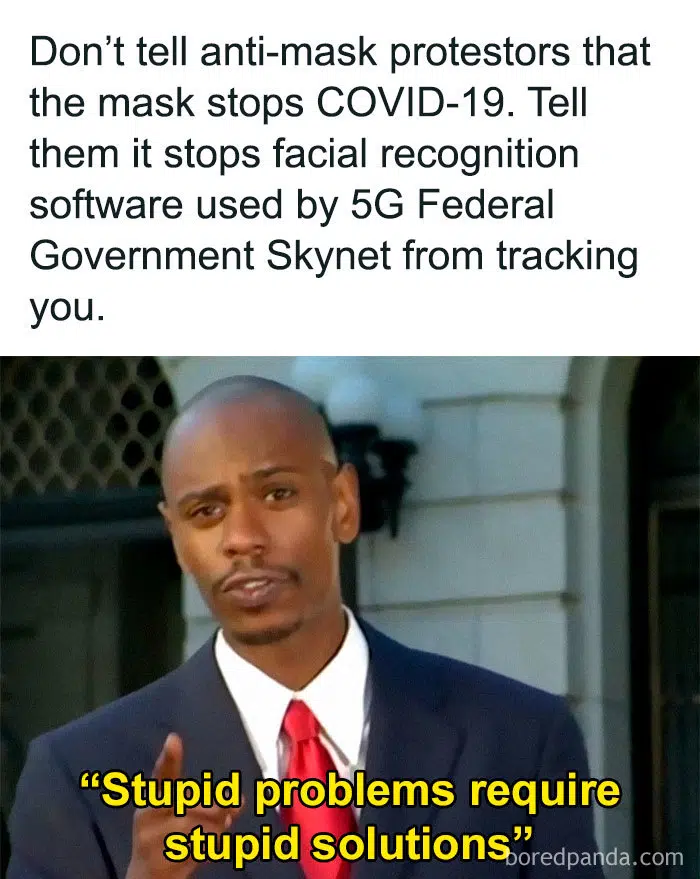 Don’t tell anti-mask protestors that
the mask stops COVID-19. Tell
them it stops facial recognition
software used by 5G Federal
Government Skynet from tracking
you.
“Stupid problems require
stupid solutions”
boredpanda.com